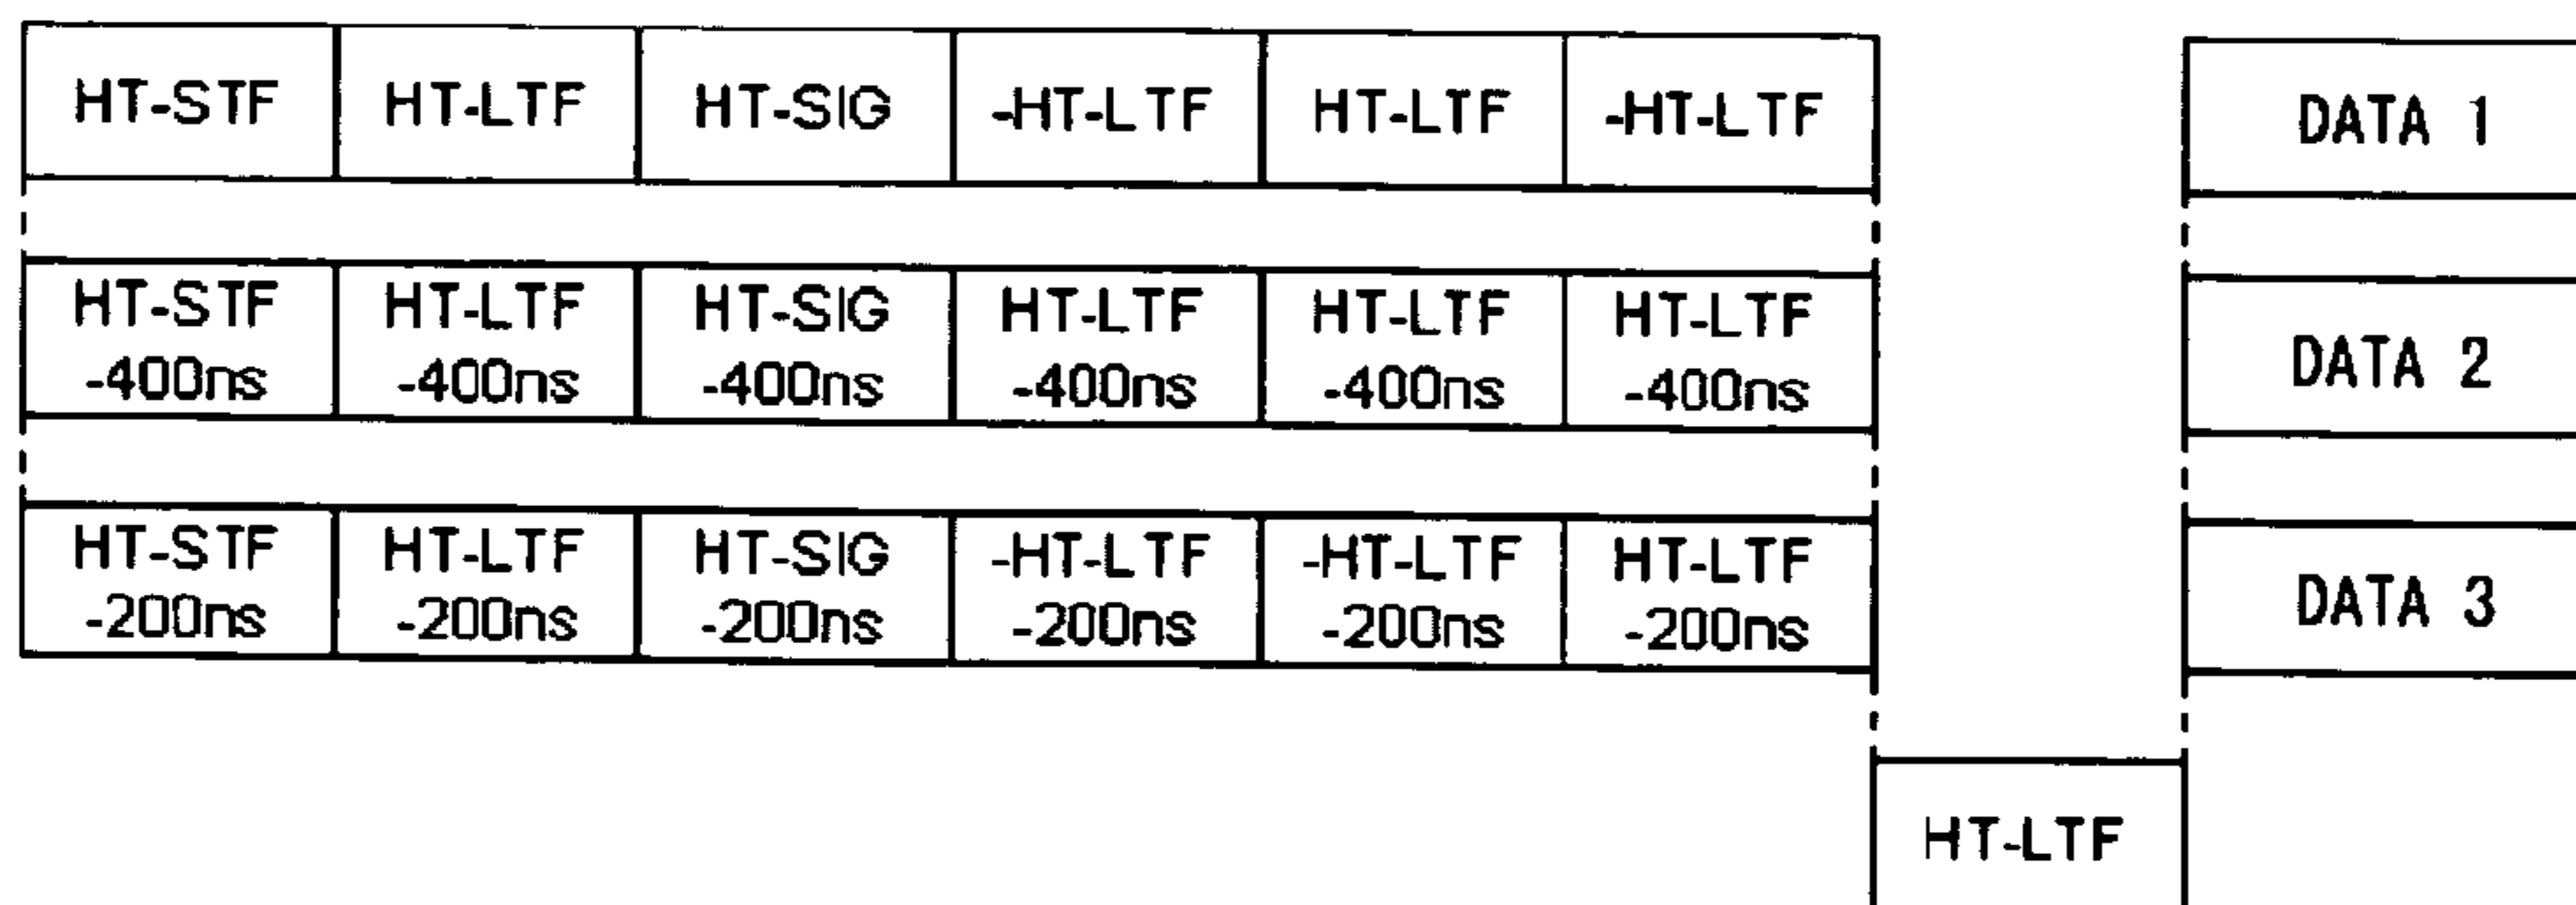 HT-STF HT-LTF HT-SIG -HT-LTF HT-LTF -HT-LTF DATA 1
HT-STF HT-LTF HT-SIG HT-LTF HT-LTF HT-LTF
-400ns -400ns -400ns -400ns -400ns -400ns
DATA 2
HT-STF HT-LTF HT-SIG -HT-LTF -HT-LTF HT-LTF
-200ns -200ns -200ns -200ns -200ns -200ns
DATA 3
HT-LTF